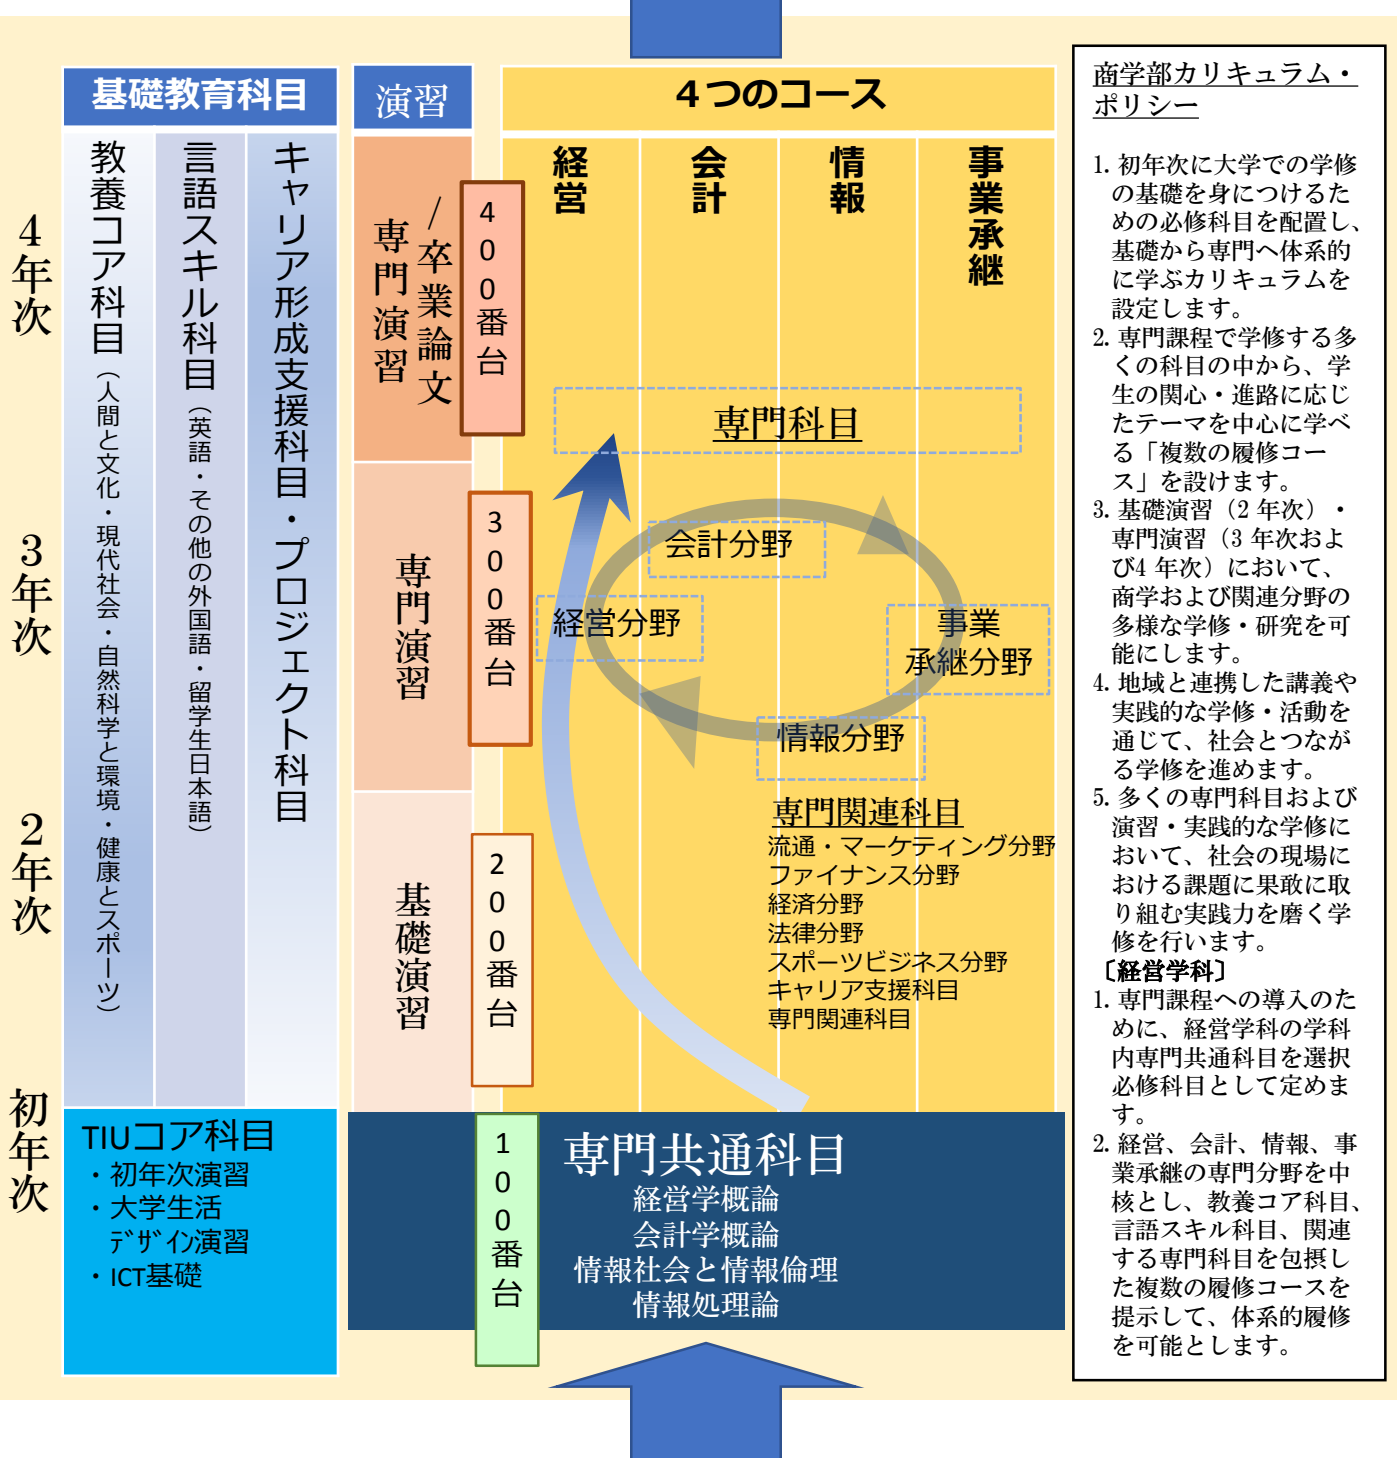 4年次
3年次
2年次
初年次
基礎教育科目
教養コア科目（人間と文化・現代社会・自然科学と環境・健康とスポーツ）
言語スキル科目（英語・その他の外国語・留学生日本語）
キャリア形成支援科目・プロジェクト科目
TIUコア科目
・初年次演習
・大学生活
ﾃﾞｻﾞｲﾝ演習
・ICT基礎
演習
専門演習
/卒業論文
専門演習
基礎演習
400番台
300番台
200番台
100番台
４つのコース
経営
会計
情報
事業承継
専門科目
会計分野
経営分野
事業
承継分野
情報分野
専門関連科目
流通・マーケティング分野
ファイナンス分野
経済分野
法律分野
スポーツビジネス分野
キャリア支援科目
専門関連科目
専門共通科目
経営学概論
会計学概論
情報社会と情報倫理
情報処理論
商学部カリキュラム・
ポリシー
1. 初年次に大学での学修
の基礎を身につけるた
めの必修科目を配置し、
基礎から専門へ体系的
に学ぶカリキュラムを
設定します。
2. 専門課程で学修する多
くの科目の中から、学
生の関心・進路に応じ
たテーマを中心に学べ
る「複数の履修コー
ス」を設けます。
3. 基礎演習（2 年次）・
専門演習（3 年次およ
び4 年次）において、
商学および関連分野の
多様な学修・研究を可
能にします。
4. 地域と連携した講義や
実践的な学修・活動を
通じて、社会とつなが
る学修を進めます。
5. 多くの専門科目および
演習・実践的な学修に
おいて、社会の現場に
おける課題に果敢に取
り組む実践力を磨く学
修を行います。
〔経営学科〕
1. 専門課程への導入のた
めに、経営学科の学科
内専門共通科目を選択
必修科目として定めま
す。
2. 経営、会計、情報、事
業承継の専門分野を中
核とし、教養コア科目、
言語スキル科目、関連
する専門科目を包摂し
た複数の履修コースを
提示して、体系的履修
を可能とします。